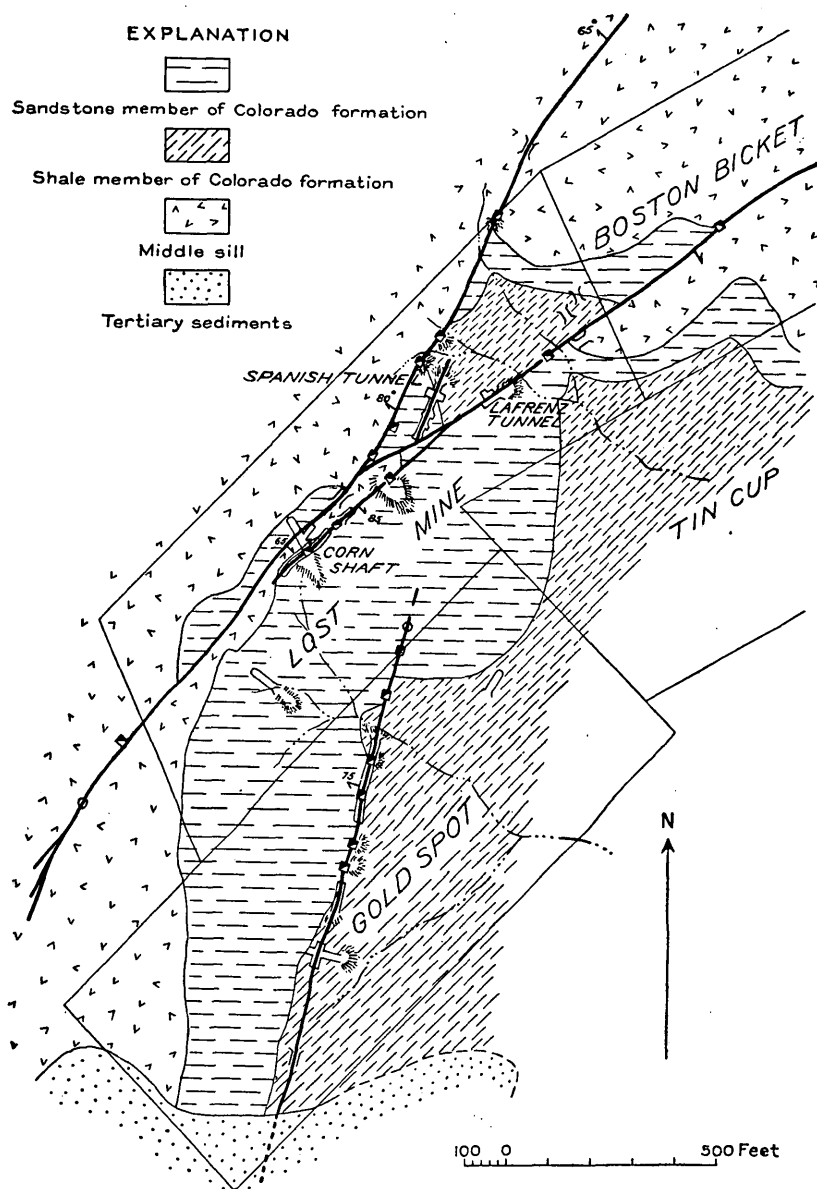 EXPLANATION
Sandstone member of Colorado formation
Shale member of Colorado formation
Middle sill
Tertiary sediments
65°
BOSTON BICKET
SPANISH TUNNEL
80°
LAFRENZ
TUNNEL
TIN CUP
MINE
85
65
CORN
SHAFT
LOST
75
GOLD SPOT
N
100 0 500 Feet